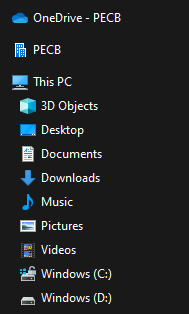 OneDrive - PECB
PECB
This PC
3D Objects
Desktop
Documents
Downloads
Music
Pictures
Videos
Windows (C:)
Windows (D:)